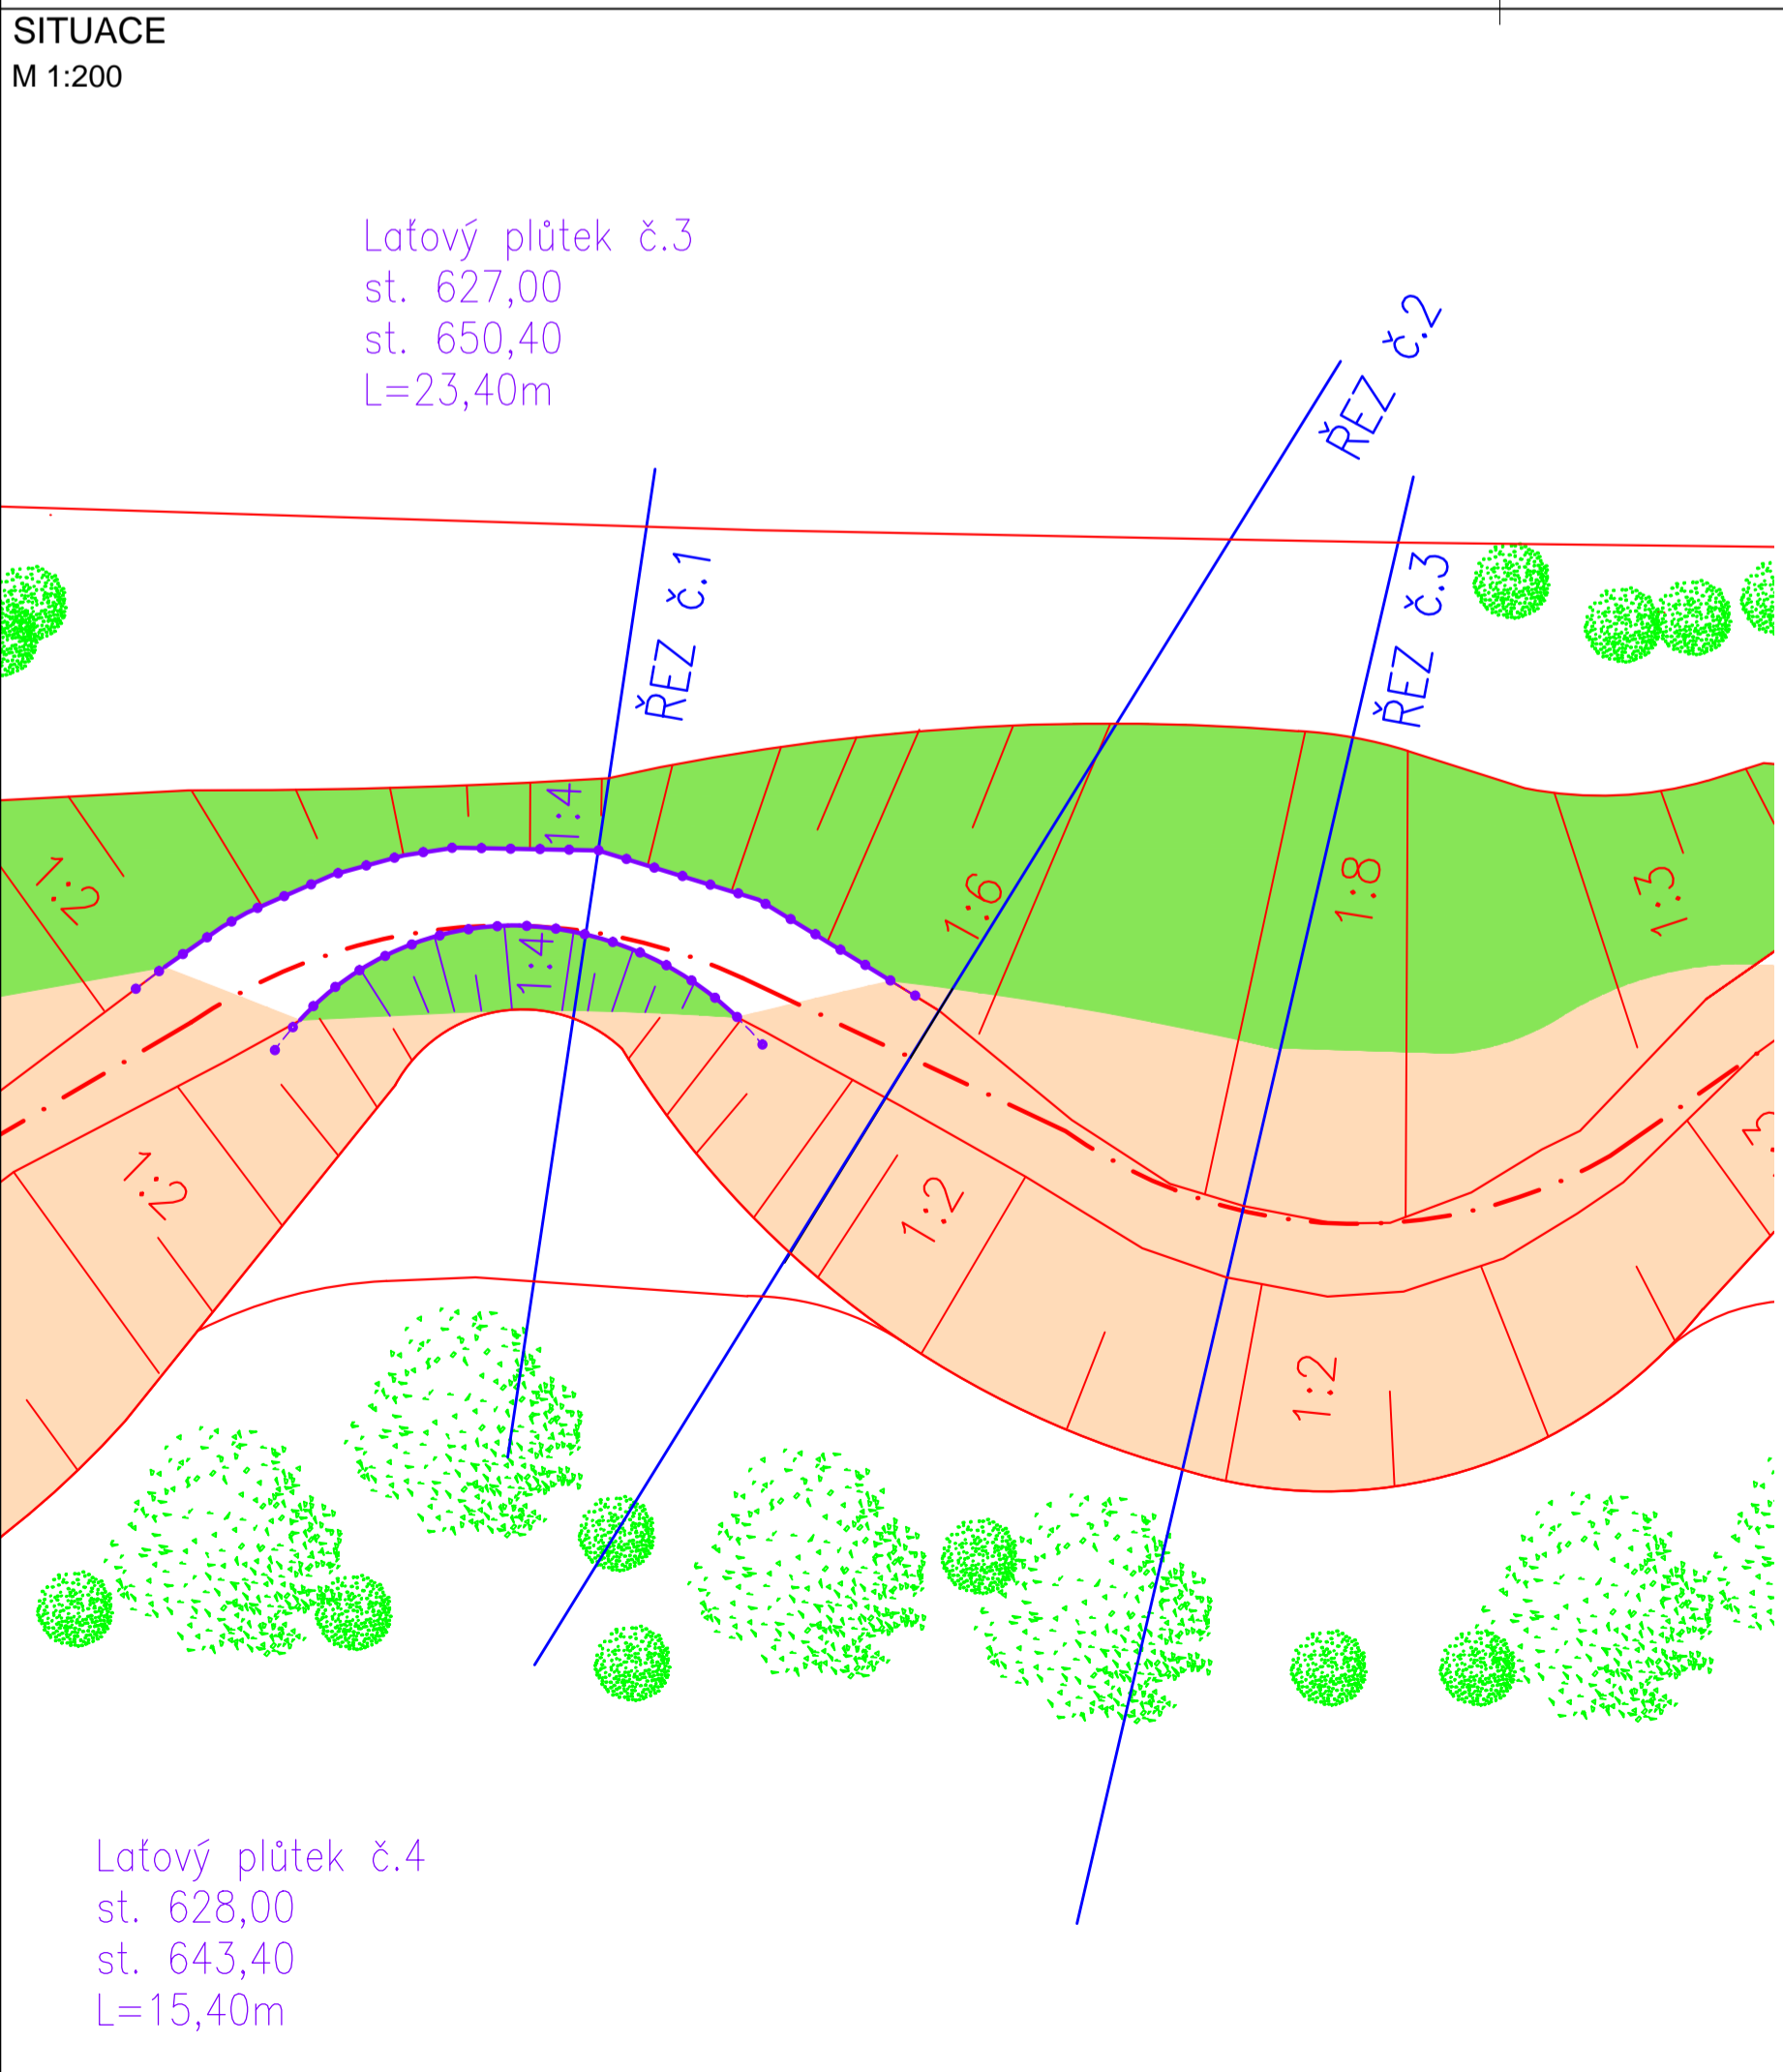 SITUACE
M 1:200
Laťový plůtek č.3
st. 627,00
st. 650,40
L=23,40m
ŘEZ č.2
ŘEZ č.1
ŘEZ č.3
1:4
1:2
1:6
1:8
1:3
1:4
1:2
1:2
1:2
Laťový plůtek č.4
st. 628,00
st. 643,40
L=15,40m